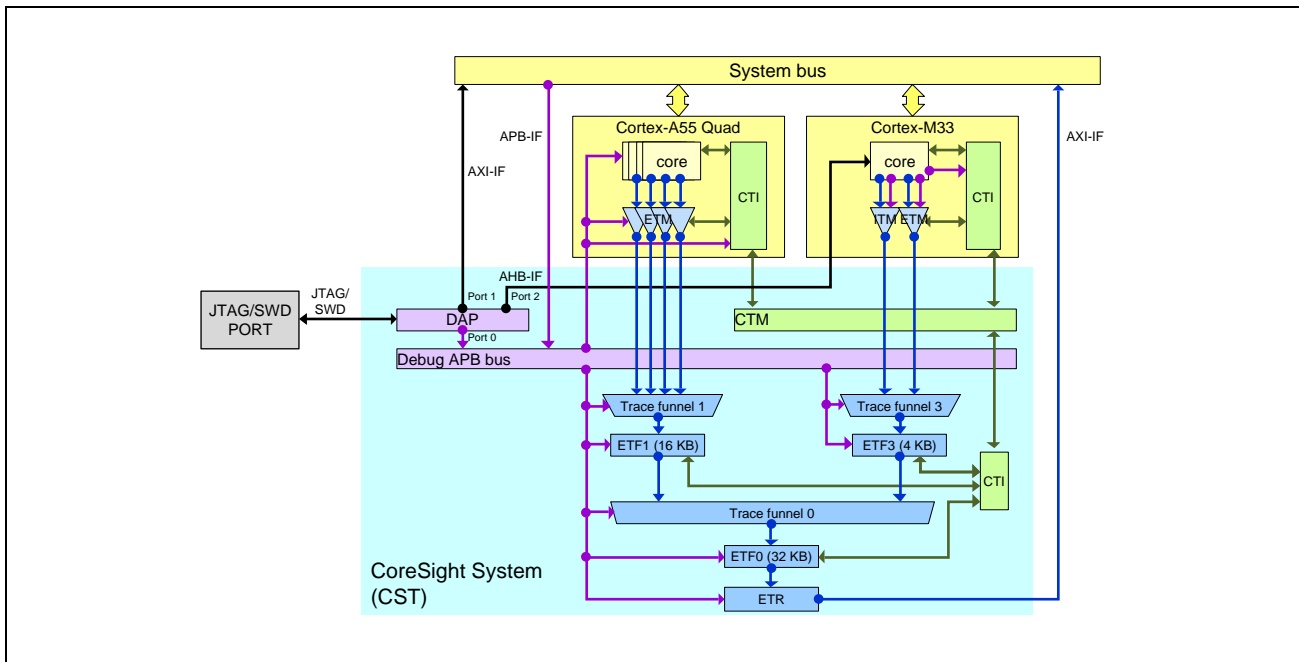 System bus
APB-IF
AXI-IF
AXI-IF
Cortex-A55 Quad
Cortex-M33
core
core
CTI
CTI
ETM
ITM
ETM
AHB-IF
Port 1
Port 2
JTAG/SWD
PORT
JTAG/
SWD
DAP
CTM
Port 0
Debug APB bus
Trace funnel 1
Trace funnel 3
ETF1 (16 KB)
ETF3 (4 KB)
CTI
Trace funnel 0
ETF0 (32 KB)
CoreSight System
(CST)
ETR